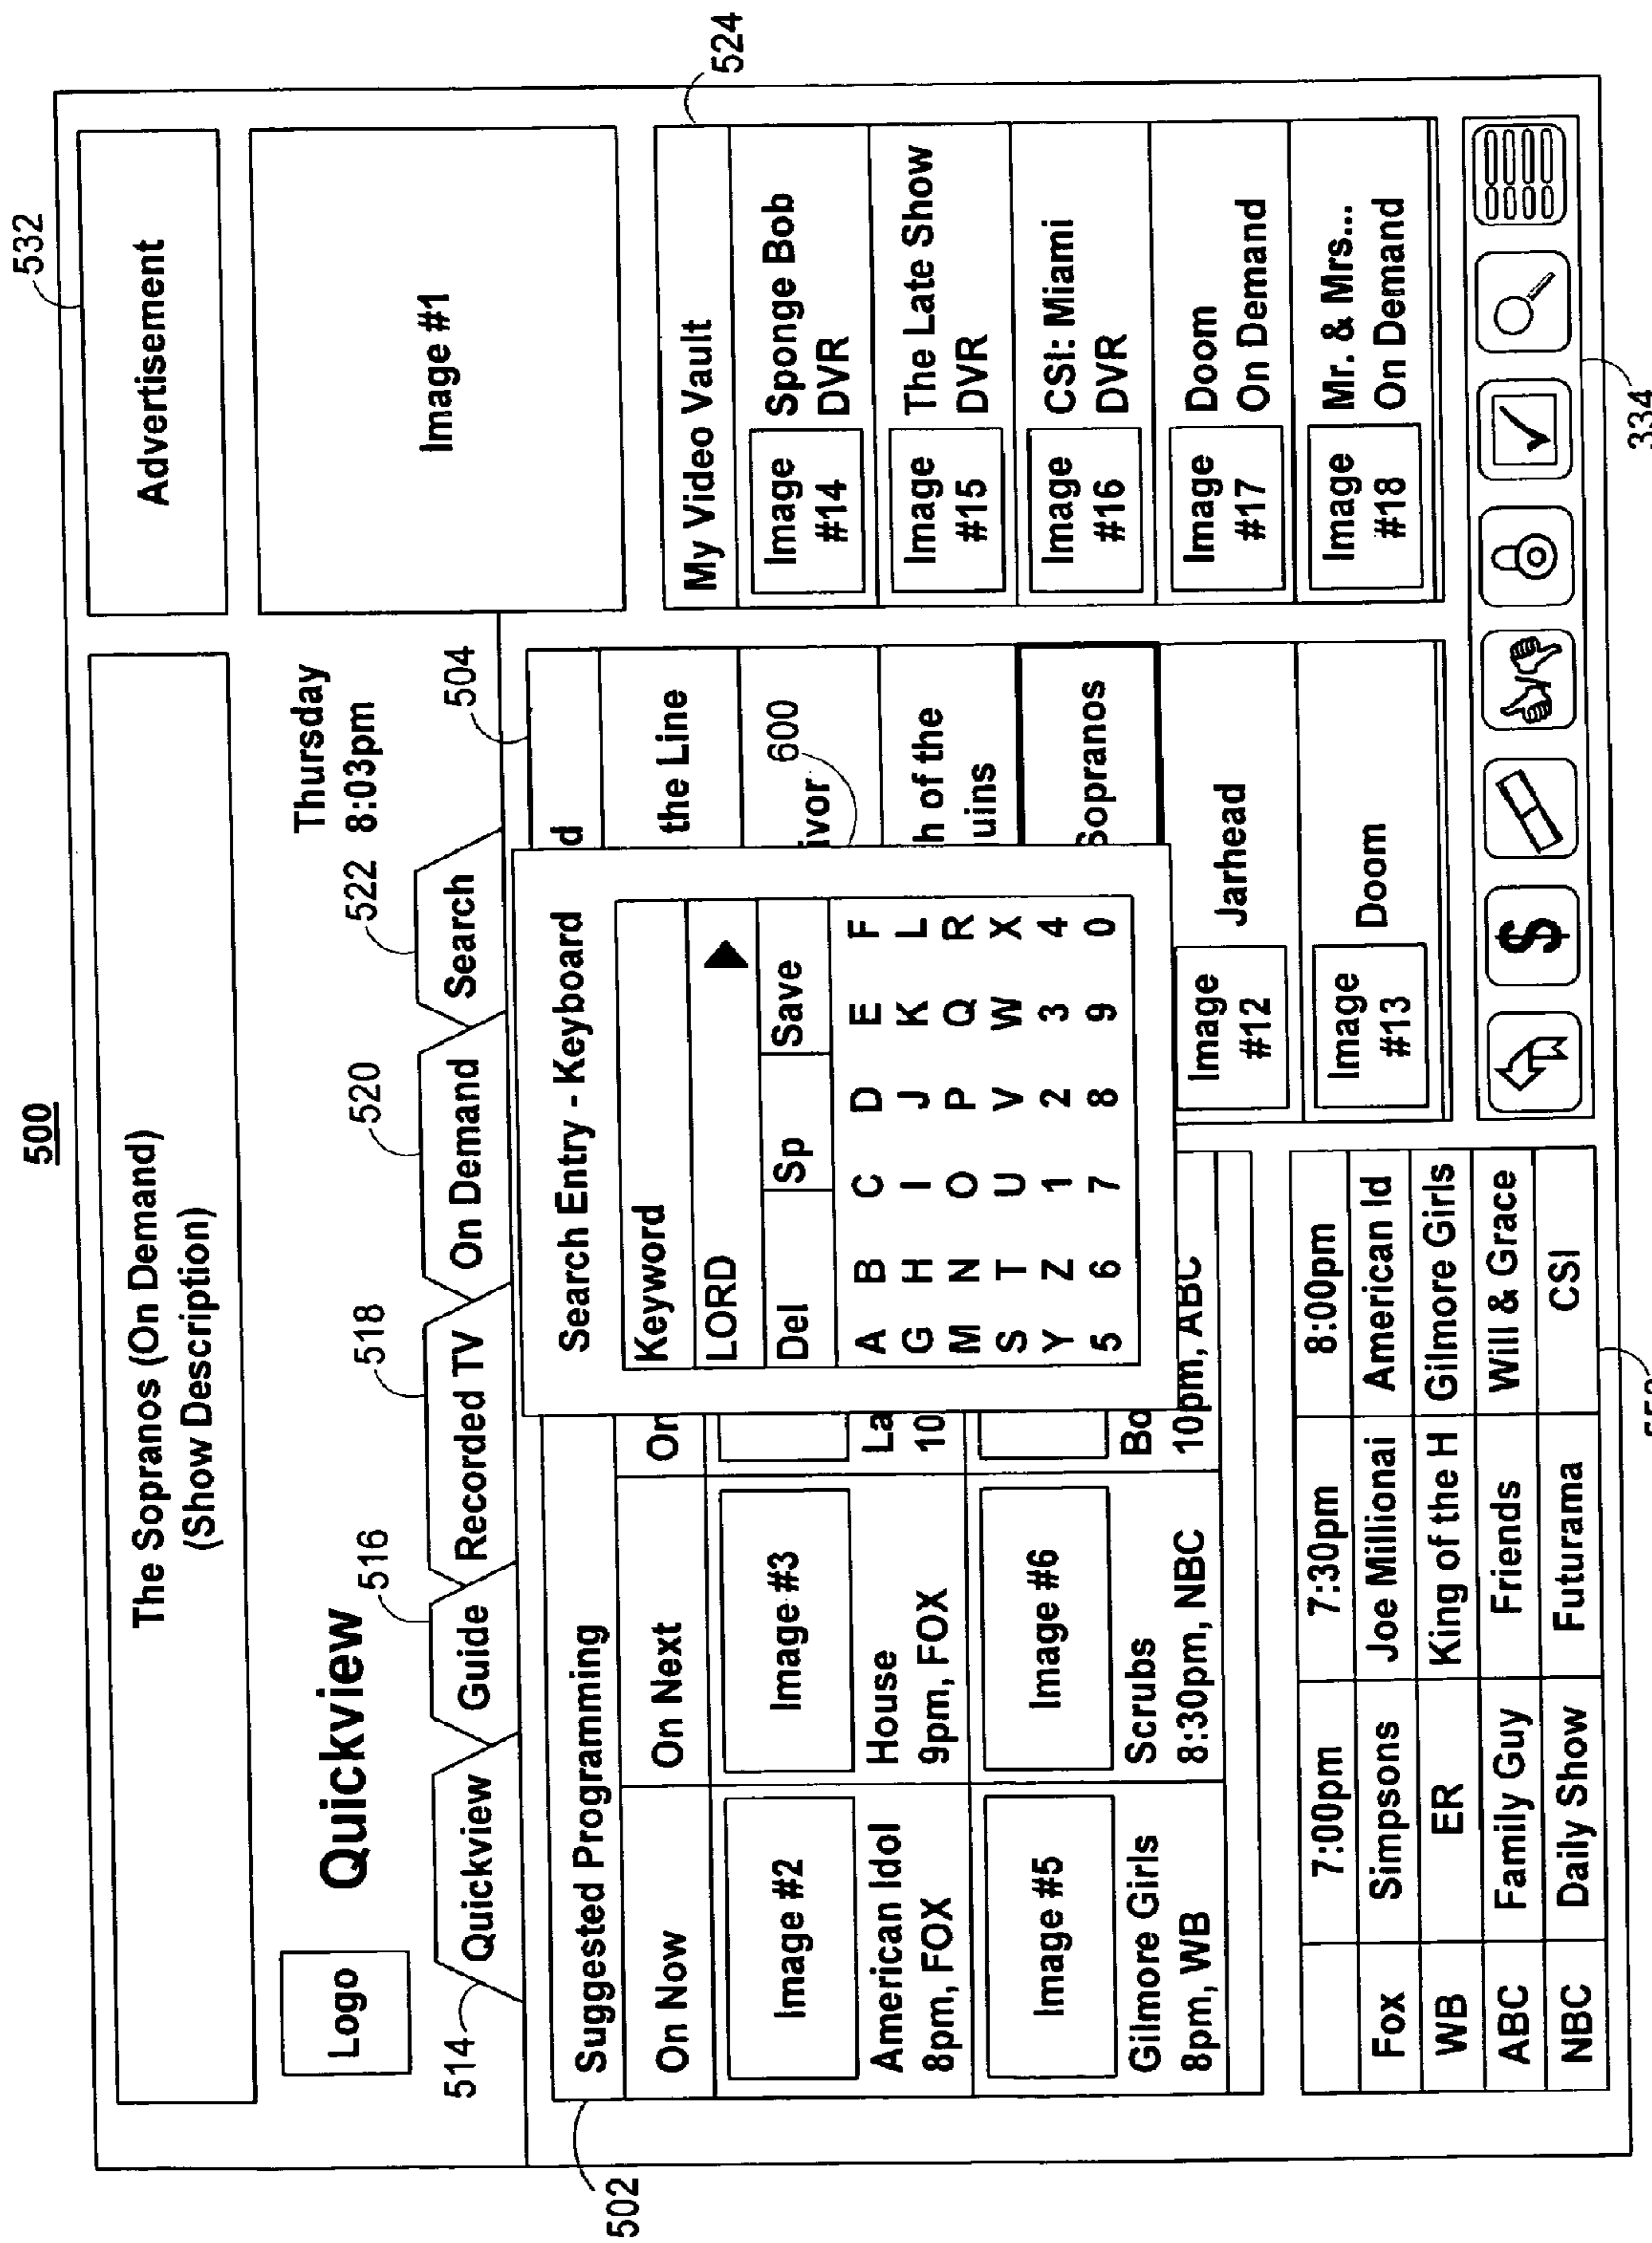 500
532
The Sopranos (On Demand)
(Show Description)
Advertisement
Logo
Quickview
Thursday
8:03pm
Image #1
514
516
518
520
522
504
524
Quickview
Guide
Recorded TV
On Demand
Search
502
Suggested Programming
On Now
On Next
Image #2
Image #3
American Idol
8pm, FOX
House
9pm, FOX
Image #5
Image #6
Gilmore Girls
8pm, WB
Scrubs
8:30pm, NBC
10pm, ABC
600
Search Entry - Keyboard
Keyword
LORD
Del Sp Save
A B C D E F
G H I J K L
M N O P Q R
S T U V W X
Y Z 1 2 3 4
5 6 7 8 9 0
the Line
h of the
Sopranos
Image
#12
Jarhead
Image
#13
Doom
My Video Vault
Image
#14
Sponge Bob
DVR
Image
#15
The Late Show
DVR
Image
#16
CSI: Miami
DVR
Image
#17
Doom
On Demand
Image
#18
Mr. & Mrs...
On Demand
7:00pm 7:30pm 8:00pm
Fox Simpsons Joe Millionai American Id
WB ER King of the H Gilmore Girls
ABC Family Guy Friends Will & Grace
NBC Daily Show Futurama CSI
$
334